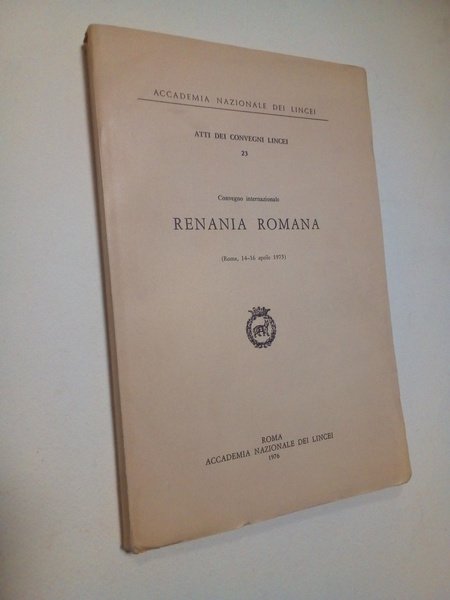 ACCADEMIA NAZIONALE DEI LINCEI
ATTI DEI CONVEGNI LINCEI
23
Convegno internazionale
RENANIA ROMANA
(Roma, 14-16 aprile 1975)
ROMA
ACCADEMIA NAZIONALE DEI LINCEI
1976